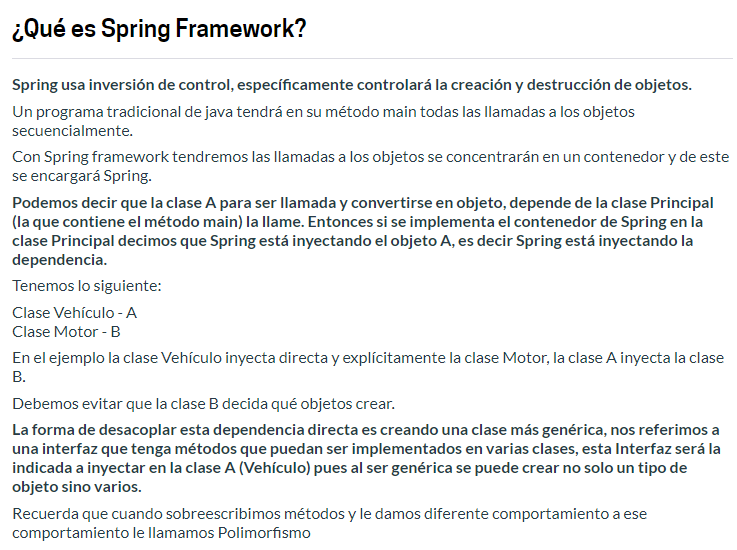 ¿Qué es Spring Framework?
Spring usa inversión de control, específicamente controlará la creación y destrucción de objetos.
Un programa tradicional de java tendrá en su método main todas las llamadas a los objetos
secuencialmente.
Con Spring framework tendremos las llamadas a los objetos se concentrarán en un contenedor y de este
se encargará Spring.
Podemos decir que la clase A para ser llamada y convertirse en objeto, depende de la clase Principal
(la que contiene el método main) la llame. Entonces si se implementa el contenedor de Spring en la
clase Principal decimos que Spring está inyectando el objeto A, es decir Spring está inyectando la
dependencia.
Tenemos lo siguiente:
Clase Vehículo - A
Clase Motor - B
En el ejemplo la clase Vehículo inyecta directa y explícitamente la clase Motor, la clase A inyecta la clase
B.
Debemos evitar que la clase B decida qué objetos crear.
La forma de desacoplar esta dependencia directa es creando una clase más genérica, nos referimos a
una interfaz que tenga métodos que puedan ser implementados en varias clases, esta Interfaz será la
indicada a inyectar en la clase A (Vehículo) pues al ser genérica se puede crear no solo un tipo de
objeto sino varios.
Recuerda que cuando sobreescribimos métodos y le damos diferente comportamiento a ese
comportamiento le llamamos Polimorfismo